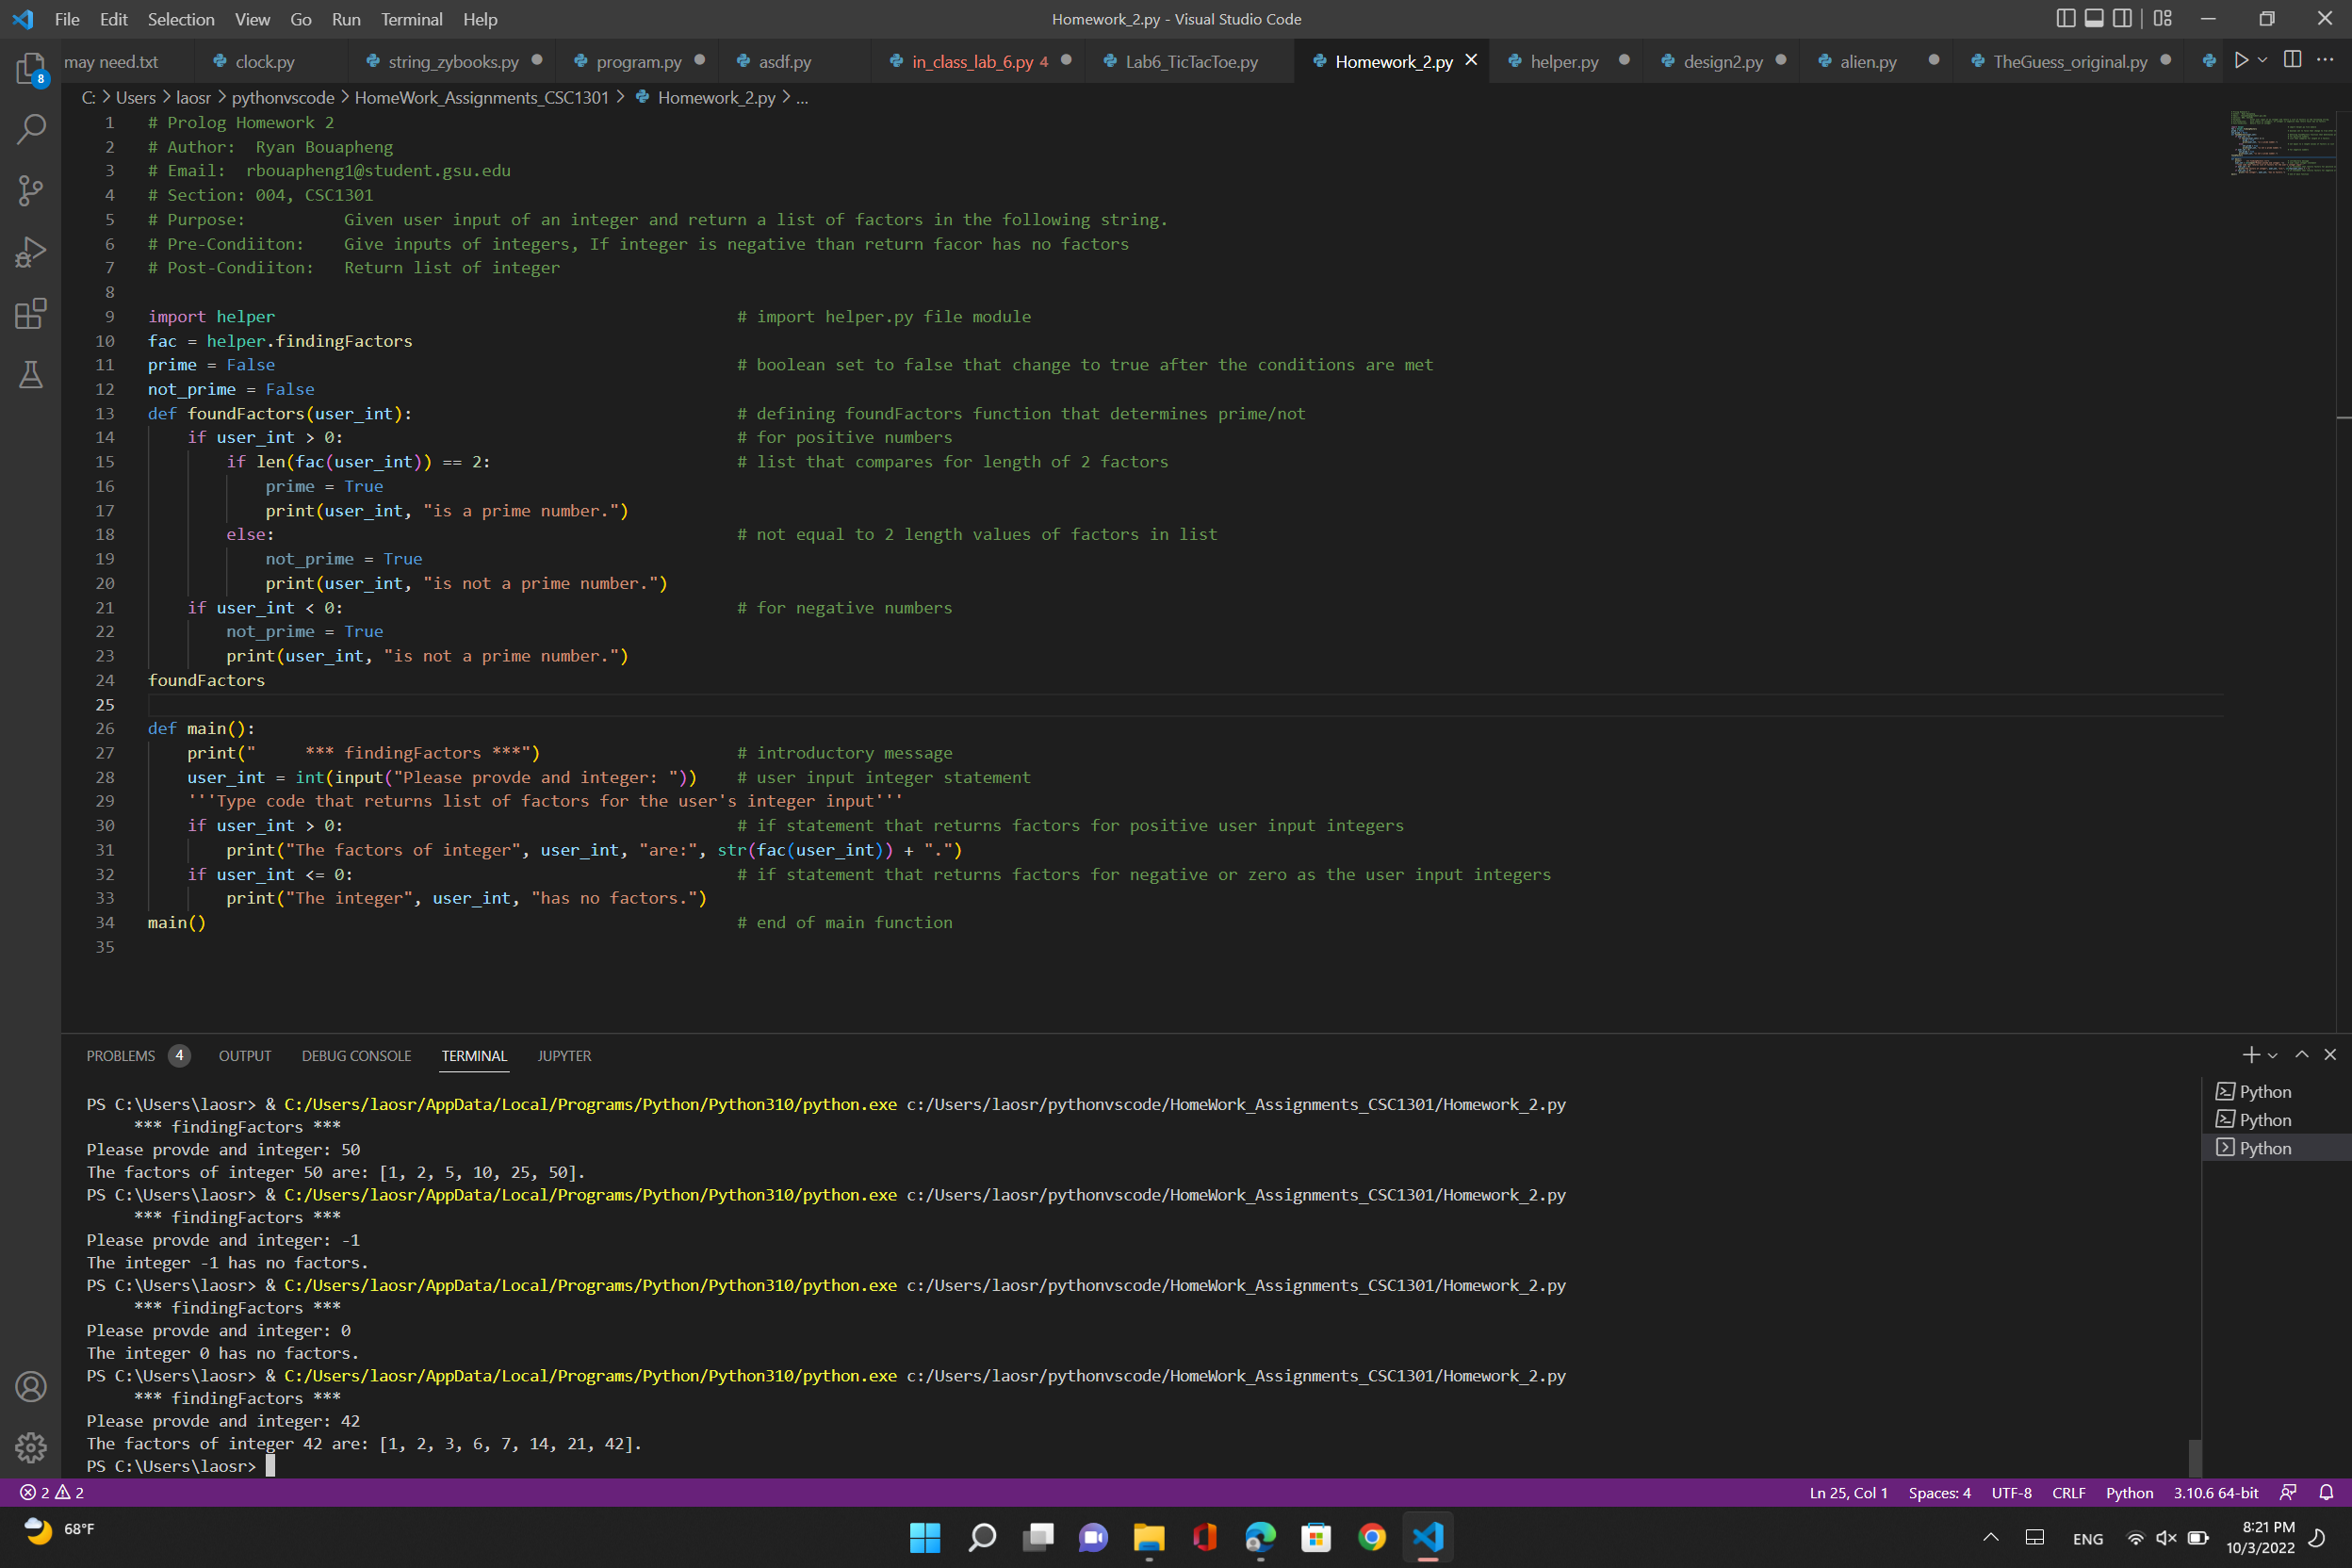 File Edit Selection View Go Run Terminal Help
Homework_2.py - Visual Studio Code
8
may need.txt clock.py string_zybooks.py program.py asdf.py in_class_lab_6.py 4 Lab6_TicTacToe.py Homework_2.py helper.py design2.py alien.py TheGuess_original.py
C: > Users > laosr > pythonvscode > HomeWork_Assignments_CSC1301 > Homework_2.py > ...
1 # Prolog Homework 2
2 # Author:  Ryan Bouapheng
3 # Email:  rbouapheng1@student.gsu.edu
4 # Section: 004, CSC1301
5 # Purpose:          Given user input of an integer and return a list of factors in the following string.
6 # Pre-Condiiton:    Give inputs of integers, If integer is negative than return facor has no factors
7 # Post-Condiiton:   Return list of integer
8
9 import helper # import helper.py file module
10 fac = helper.findingFactors
11 prime = False # boolean set to false that change to true after the conditions are met
12 not_prime = False
13 def foundFactors(user_int): # defining foundFactors function that determines prime/not
14     if user_int > 0: # for positive numbers
15         if len(fac(user_int)) == 2: # list that compares for length of 2 factors
16             prime = True
17             print(user_int, "is a prime number.")
18         else: # not equal to 2 length values of factors in list
19             not_prime = True
20             print(user_int, "is not a prime number.")
21     if user_int < 0: # for negative numbers
22         not_prime = True
23         print(user_int, "is not a prime number.")
24 foundFactors
25
26 def main():
27     print("     *** findingFactors ***") # introductory message
28     user_int = int(input("Please provde and integer: ")) # user input integer statement
29     '''Type code that returns list of factors for the user's integer input'''
30     if user_int > 0: # if statement that returns factors for positive user input integers
31         print("The factors of integer", user_int, "are:", str(fac(user_int)) + ".")
32     if user_int <= 0: # if statement that returns factors for negative or zero as the user input integers
33         print("The integer", user_int, "has no factors.")
34 main() # end of main function
35
PROBLEMS 4 OUTPUT DEBUG CONSOLE TERMINAL JUPYTER
PS C:\Users\laosr> & C:/Users/laosr/AppData/Local/Programs/Python/Python310/python.exe c:/Users/laosr/pythonvscode/HomeWork_Assignments_CSC1301/Homework_2.py
     *** findingFactors ***
Please provde and integer: 50
The factors of integer 50 are: [1, 2, 5, 10, 25, 50].
PS C:\Users\laosr> & C:/Users/laosr/AppData/Local/Programs/Python/Python310/python.exe c:/Users/laosr/pythonvscode/HomeWork_Assignments_CSC1301/Homework_2.py
     *** findingFactors ***
Please provde and integer: -1
The integer -1 has no factors.
PS C:\Users\laosr> & C:/Users/laosr/AppData/Local/Programs/Python/Python310/python.exe c:/Users/laosr/pythonvscode/HomeWork_Assignments_CSC1301/Homework_2.py
     *** findingFactors ***
Please provde and integer: 0
The integer 0 has no factors.
PS C:\Users\laosr> & C:/Users/laosr/AppData/Local/Programs/Python/Python310/python.exe c:/Users/laosr/pythonvscode/HomeWork_Assignments_CSC1301/Homework_2.py
     *** findingFactors ***
Please provde and integer: 42
The factors of integer 42 are: [1, 2, 3, 6, 7, 14, 21, 42].
PS C:\Users\laosr>
Python
Python
Python
2 2
Ln 25, Col 1 Spaces: 4 UTF-8 CRLF Python 3.10.6 64-bit
68°F
ENG
8:21 PM
10/3/2022